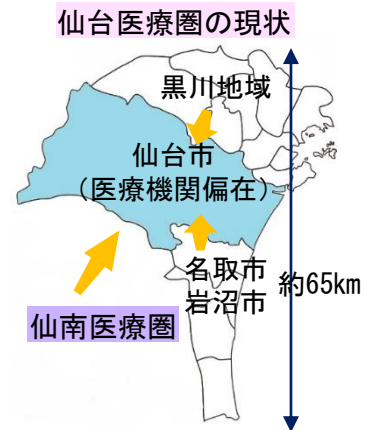 仙台医療圏の現状
黒川地域
仙台市
（医療機関偏在）
名取市
岩沼市
約65km
仙南医療圏